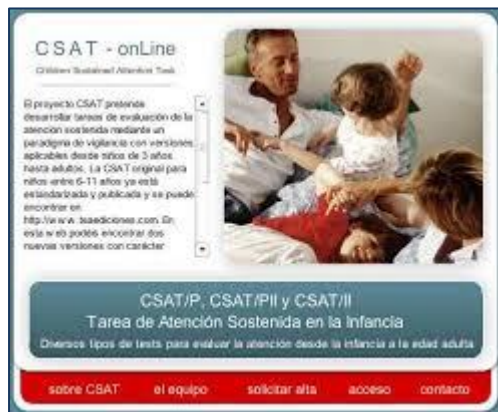 CSAT - onLine
Children Sustained Attention Task
El proyecto CSAT pretende
desarrollar tareas de evaluación de la
atención sostenida mediante un
paradigma de vigilancia con versiones
aplicables desde niños de 3 años
hasta adultos. La CSAT original para
niños entre 6-11 años ya está
estandarizada y publicada y se puede
encontrar en
http://www.teaediciones.com. En
esta web podéis encontrar dos
nuevas versiones con carácter
CSAT/P, CSAT/PII y CSAT/II
Tarea de Atención Sostenida en la Infancia
Diversos tipos de tests para evaluar la atención desde la infancia a la edad adulta
sobre CSAT el equipo solicitar alta acceso contacto